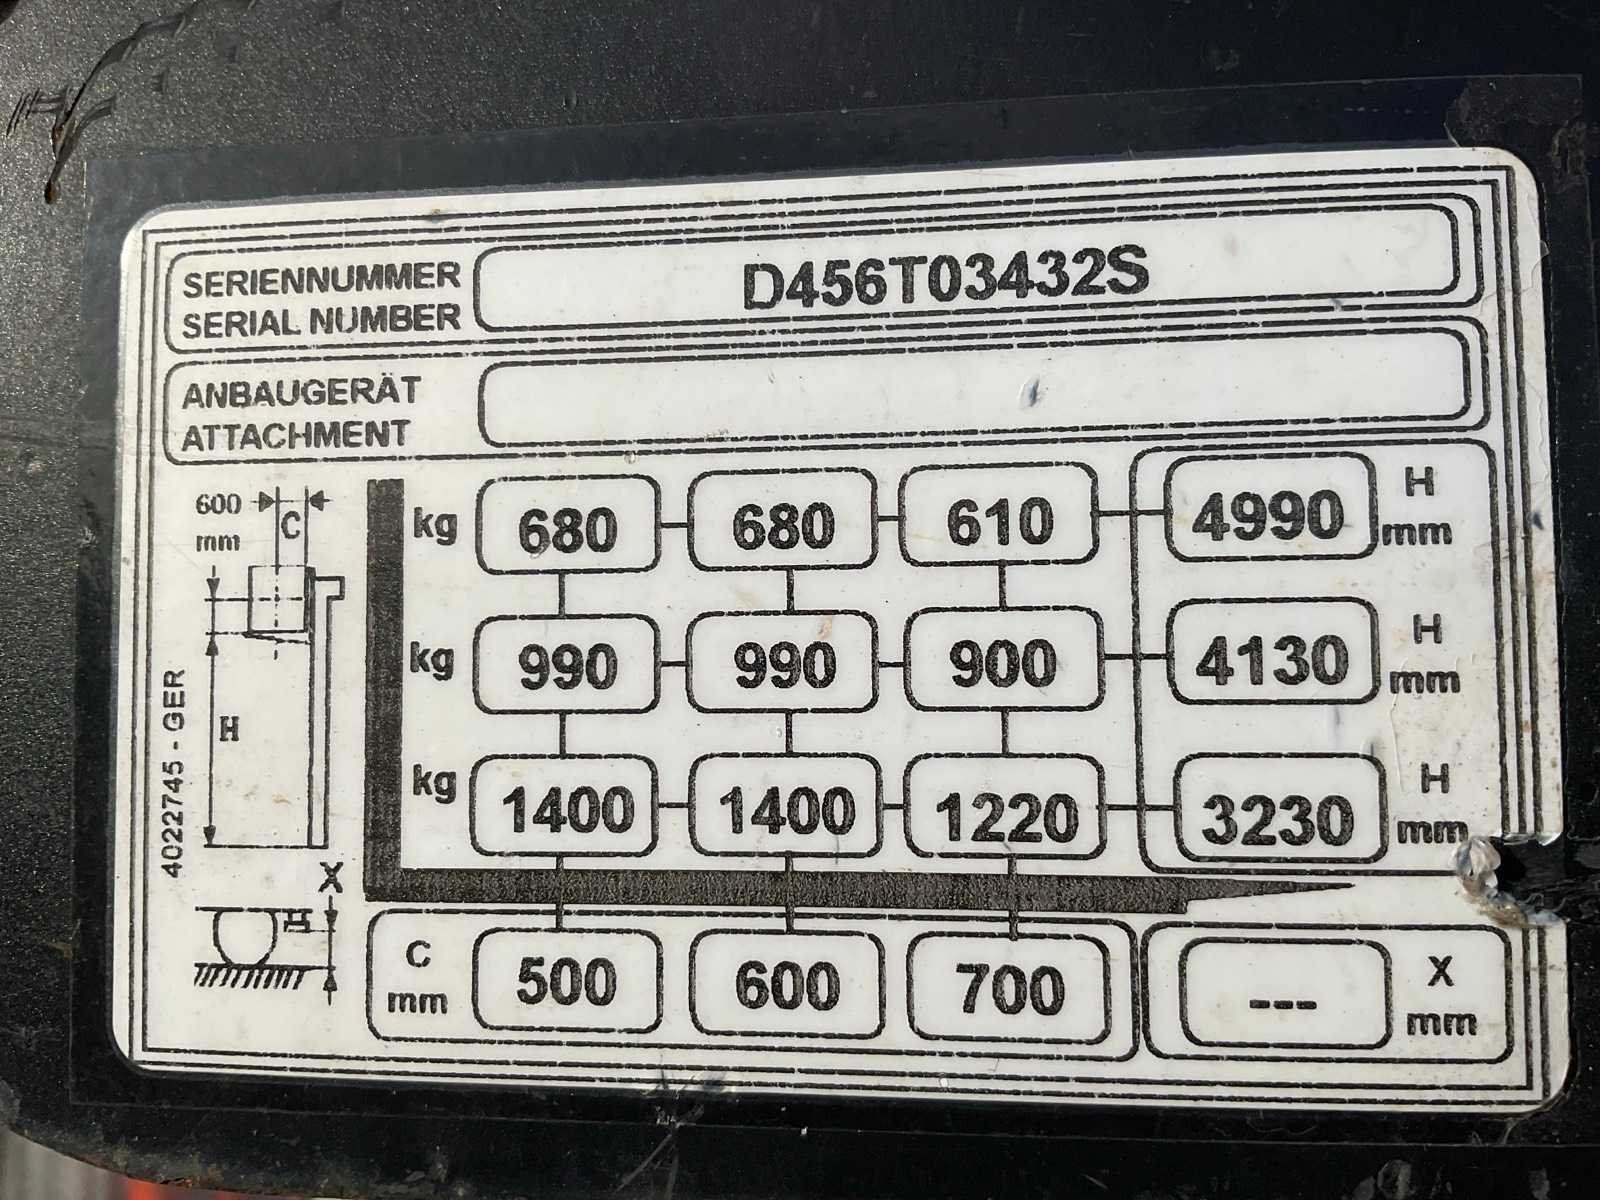 SERIENNUMMER
SERIAL NUMBER
D456T03432S
ANBAUGERÄT
ATTACHMENT
600 mm C
kg 680 680 610 4990 H mm
kg 990 990 900 4130 H mm
H
kg 1400 1400 1220 3230 H mm
40222745 - GER
X
C mm 500 600 700 --- X mm